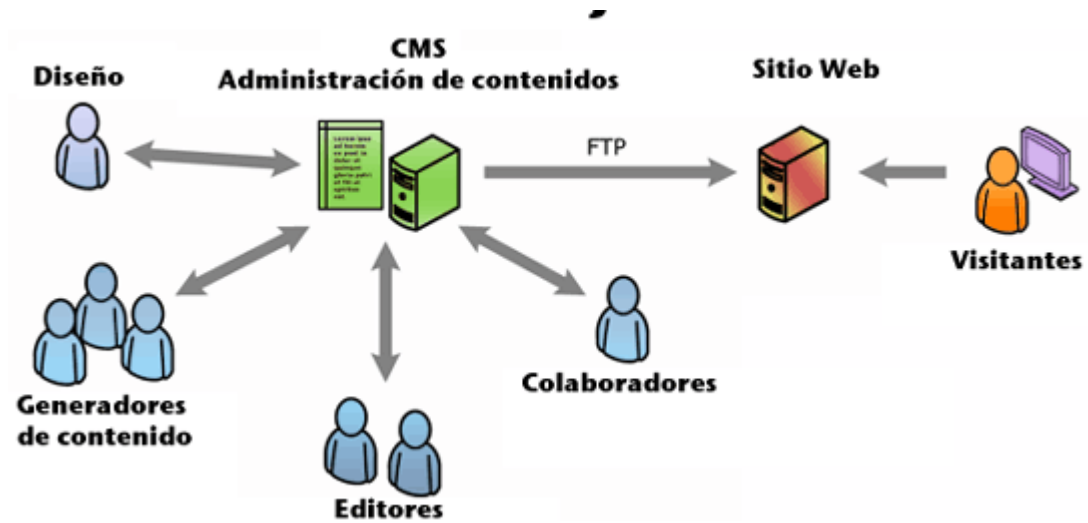 CMS
Administración de contenidos
Diseño
Sitio Web
FTP
Visitantes
Colaboradores
Generadores
de contenido
Editores